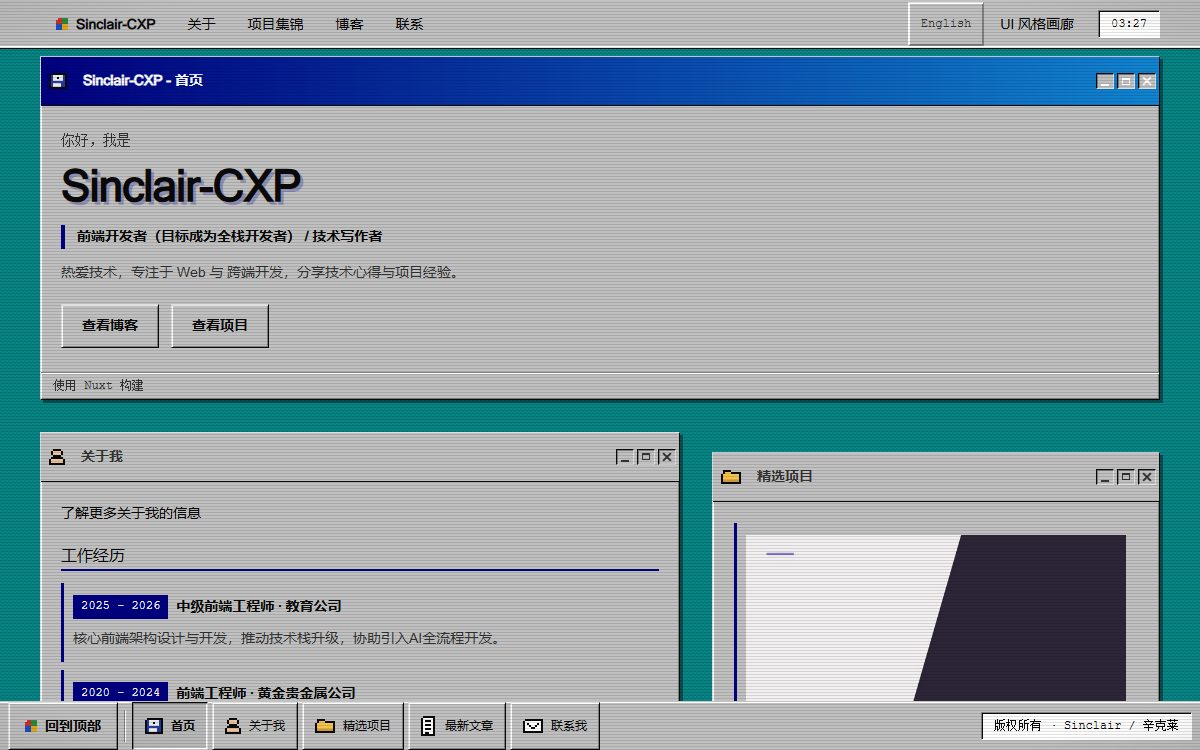 Sinclair-CXP 关于 项目集锦 博客 联系 English UI 风格画廊 03:27
Sinclair-CXP - 首页
你好，我是
Sinclair-CXP
前端开发者（目标成为全栈开发者） / 技术写作者
热爱技术，专注于 Web 与 跨端开发，分享技术心得与项目经验。
查看博客 查看项目
使用 Nuxt 构建
关于我
了解更多关于我的信息
工作经历
2025 - 2026 中级前端工程师 · 教育公司
核心前端架构设计与开发，推动技术栈升级，协助引入AI全流程开发。
2020 - 2024 前端工程师 · 黄金贵金属公司
精选项目
回到顶部 首页 关于我 精选项目 最新文章 联系我 版权所有 · Sinclair / 辛克莱